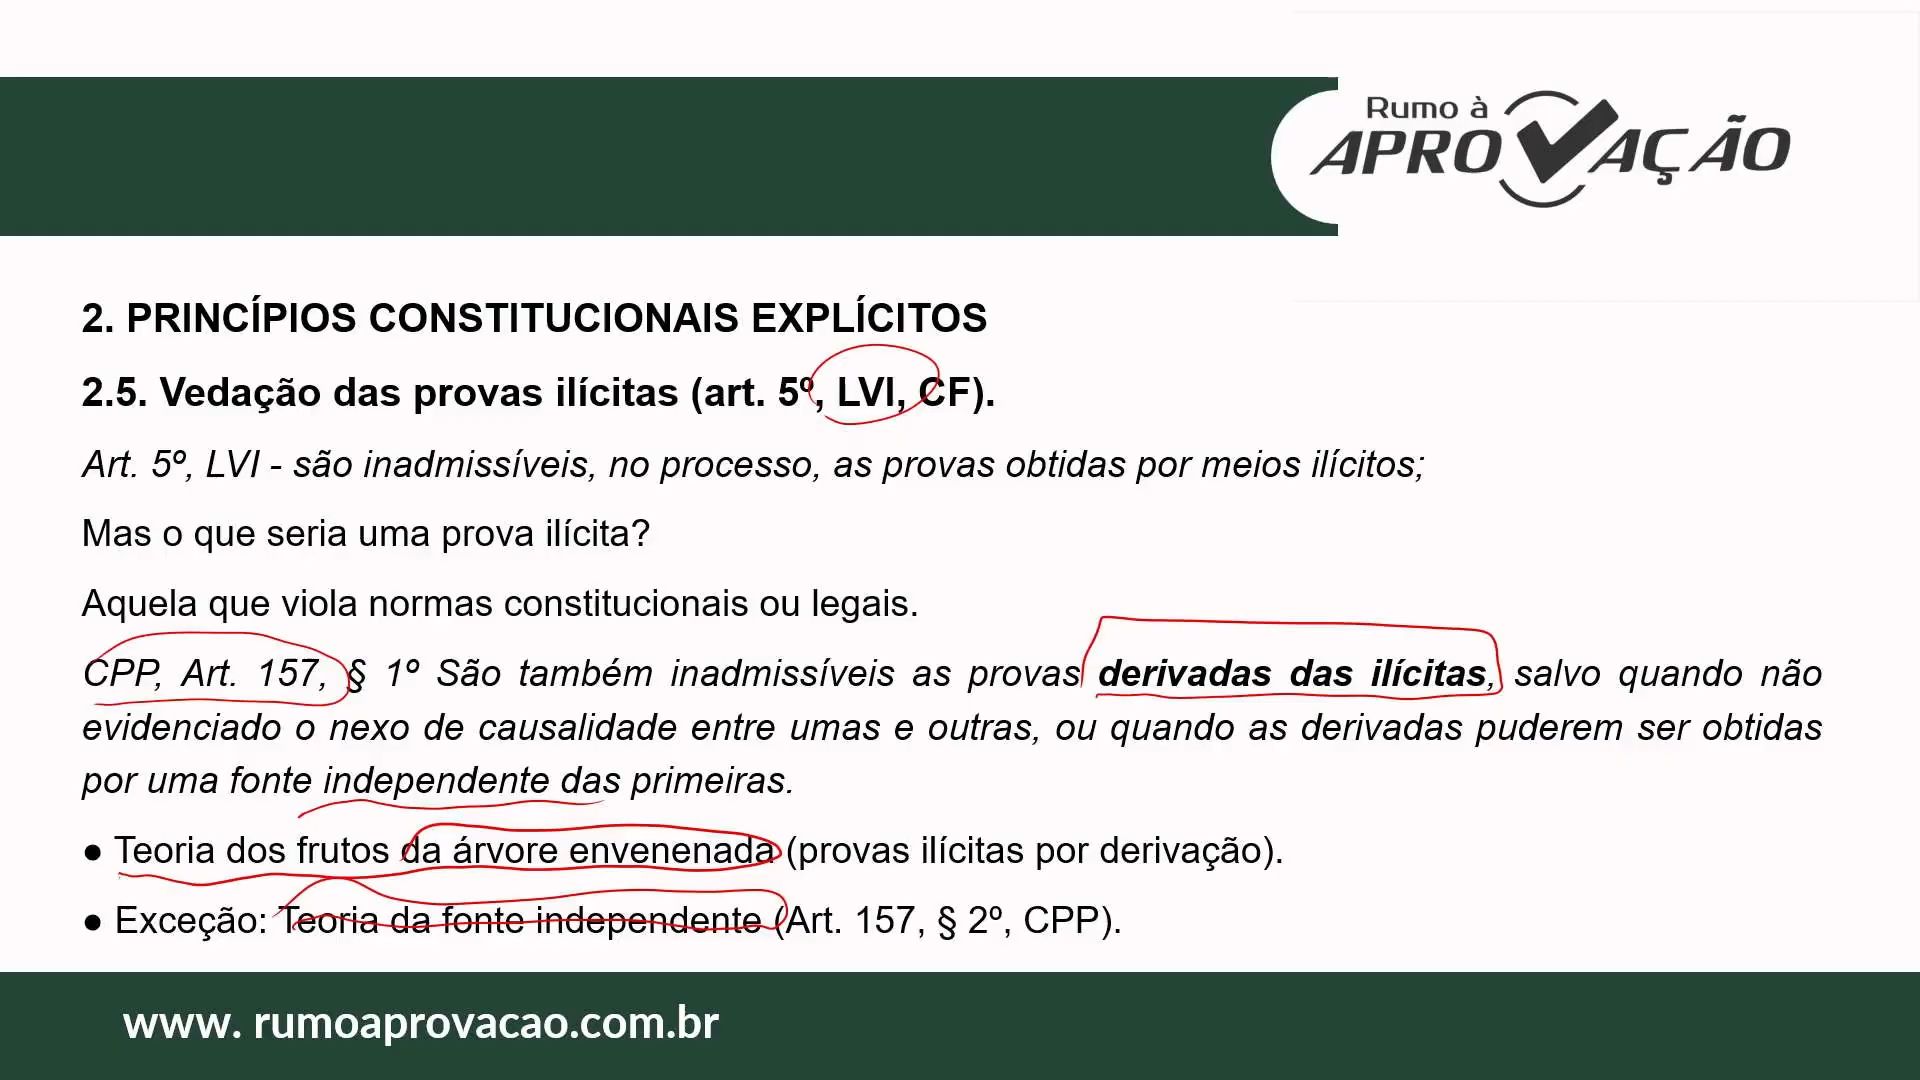 Rumo à
APROVAÇÃO
2. PRINCÍPIOS CONSTITUCIONAIS EXPLÍCITOS
2.5. Vedação das provas ilícitas (art. 5º, LVI, CF).
Art. 5º, LVI - são inadmissíveis, no processo, as provas obtidas por meios ilícitos;
Mas o que seria uma prova ilícita?
Aquela que viola normas constitucionais ou legais.
CPP, Art. 157, § 1º São também inadmissíveis as provas derivadas das ilícitas, salvo quando não
evidenciado o nexo de causalidade entre umas e outras, ou quando as derivadas puderem ser obtidas
por uma fonte independente das primeiras.
● Teoria dos frutos da árvore envenenada (provas ilícitas por derivação).
● Exceção: Teoria da fonte independente (Art. 157, § 2º, CPP).
www. rumoaprovacao.com.br